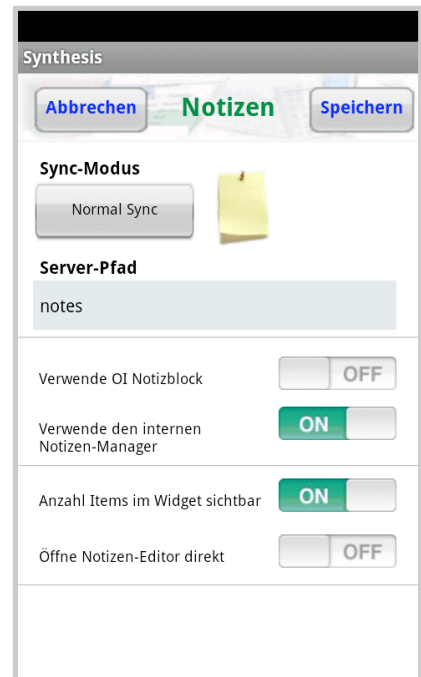 Synthesis
Abbrechen Notizen Speichern
Sync-Modus
Normal Sync
Server-Pfad
notes
Verwende OI Notizblock OFF
Verwende den internen ON
Notizen-Manager
Anzahl Items im Widget sichtbar ON
Öffne Notizen-Editor direkt OFF